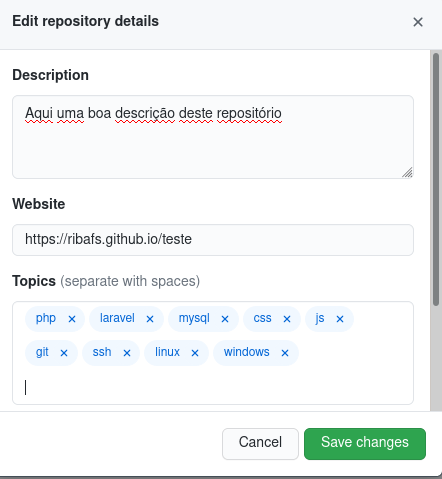 Edit repository details ×
Description
Aqui uma boa descrição deste repositório
Website
https://ribafs.github.io/teste
Topics (separate with spaces)
php × laravel × mysql × css × js ×
git × ssh × linux × windows ×
Cancel Save changes